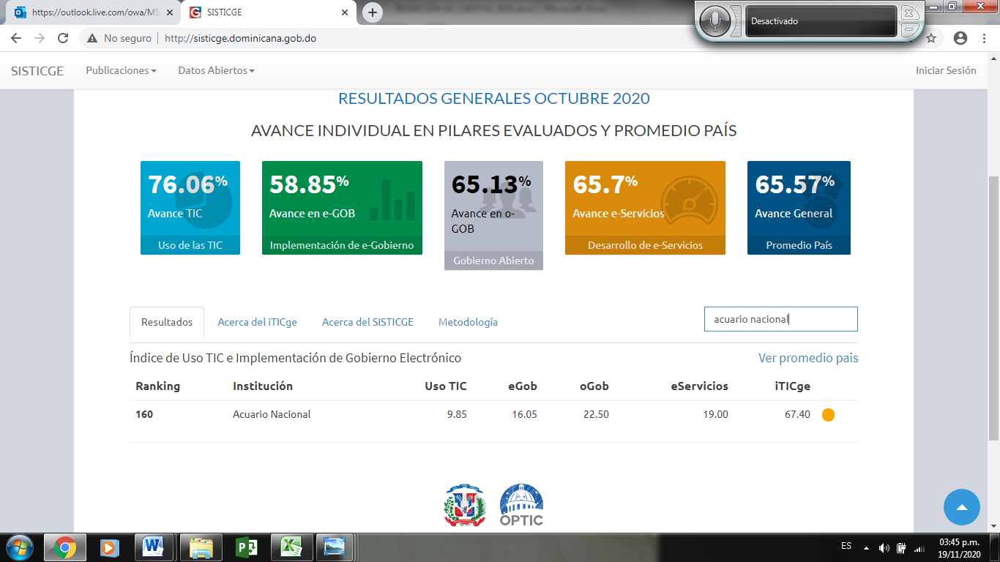 https://outlook.live.com/owa/MS
SISTICGE
Desactivado
No seguro
http://sisticge.dominicana.gob.do
SISTICGE
Publicaciones
Datos Abiertos
Iniciar Sesión
RESULTADOS GENERALES OCTUBRE 2020
AVANCE INDIVIDUAL EN PILARES EVALUADOS Y PROMEDIO PAÍS
76.06%
Avance TIC
Uso de las TIC
58.85%
Avance en e-GOB
Implementación de e-Gobierno
65.13%
Avance en o-
GOB
Gobierno Abierto
65.7%
Avance e-Servicios
Desarrollo de e-Servicios
65.57%
Avance General
Promedio País
Resultados
Acerca del iTICge
Acerca del SISTICGE
Metodología
acuario nacional
Índice de Uso TIC e Implementación de Gobierno Electrónico
Ver promedio pais
Ranking Institución Uso TIC eGob oGob eServicios iTICge
160 Acuario Nacional 9.85 16.05 22.50 19.00 67.40
OPTIC
ES
03:45 p.m.
19/11/2020